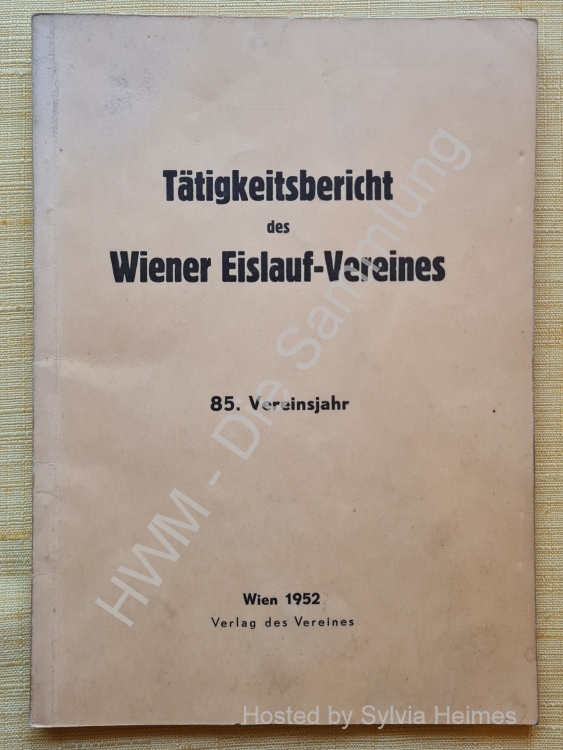 Tätigkeitsbericht
des
Wiener Eislauf-Vereines
85. Vereinsjahr
HWM - Die Sammlung
Wien 1952
Verlag des Vereines
Hosted by Sylvia Heimes